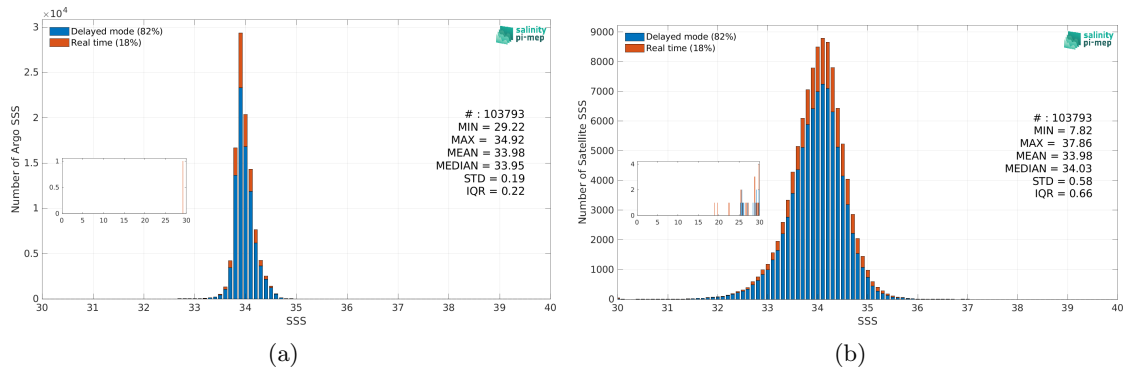 ×10⁴
Delayed mode (82%)
Real time (18%)
salinity
pi-mep
Number of Argo SSS
3
2.5
2
1.5
1
0.5
0
# : 103793
MIN = 29.22
MAX = 34.92
MEAN = 33.98
MEDIAN = 33.95
STD = 0.19
IQR = 0.22
1
0.5
0
0 5 10 15 20 25 30
30 31 32 33 34 35 36 37 38 39 40
SSS
(a)
Delayed mode (82%)
Real time (18%)
salinity
pi-mep
Number of Satellite SSS
9000
8000
7000
6000
5000
4000
3000
2000
1000
0
# : 103793
MIN = 7.82
MAX = 37.86
MEAN = 33.98
MEDIAN = 34.03
STD = 0.58
IQR = 0.66
4
2
0
0 5 10 15 20 25 30
30 31 32 33 34 35 36 37 38 39 40
SSS
(b)